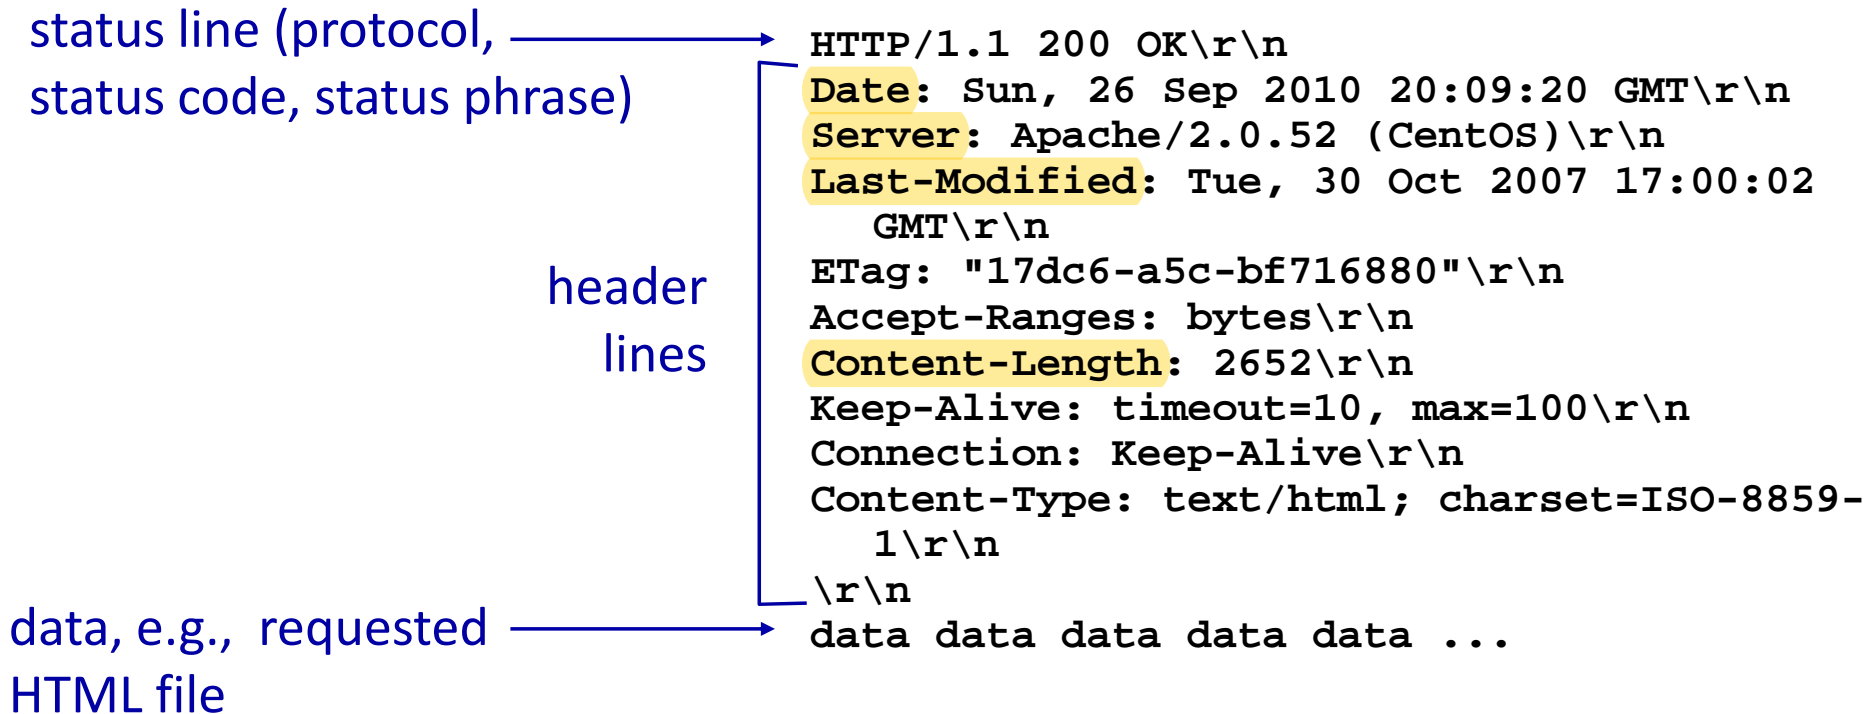 status line (protocol,
status code, status phrase)
header
lines
data, e.g., requested
HTML file
HTTP/1.1 200 OK\r\n
Date: Sun, 26 Sep 2010 20:09:20 GMT\r\n
Server: Apache/2.0.52 (CentOS)\r\n
Last-Modified: Tue, 30 Oct 2007 17:00:02
GMT\r\n
ETag: "17dc6-a5c-bf716880"\r\n
Accept-Ranges: bytes\r\n
Content-Length: 2652\r\n
Keep-Alive: timeout=10, max=100\r\n
Connection: Keep-Alive\r\n
Content-Type: text/html; charset=ISO-8859-
1\r\n
\r\n
data data data data data ...